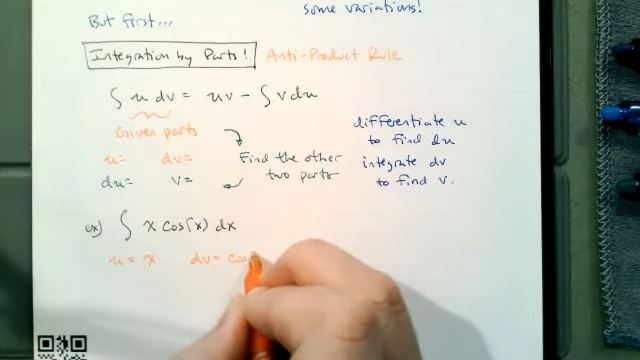 some variations!
But first...
Integration by Parts! Anti-Product Rule
∫ u dv = uv - ∫ v du
Given parts
u= dv=
du= v=
Find the other
two parts
differentiate u
to find du
integrate dv
to find v.
ex) ∫ x cos(x) dx
u = x dv = cos